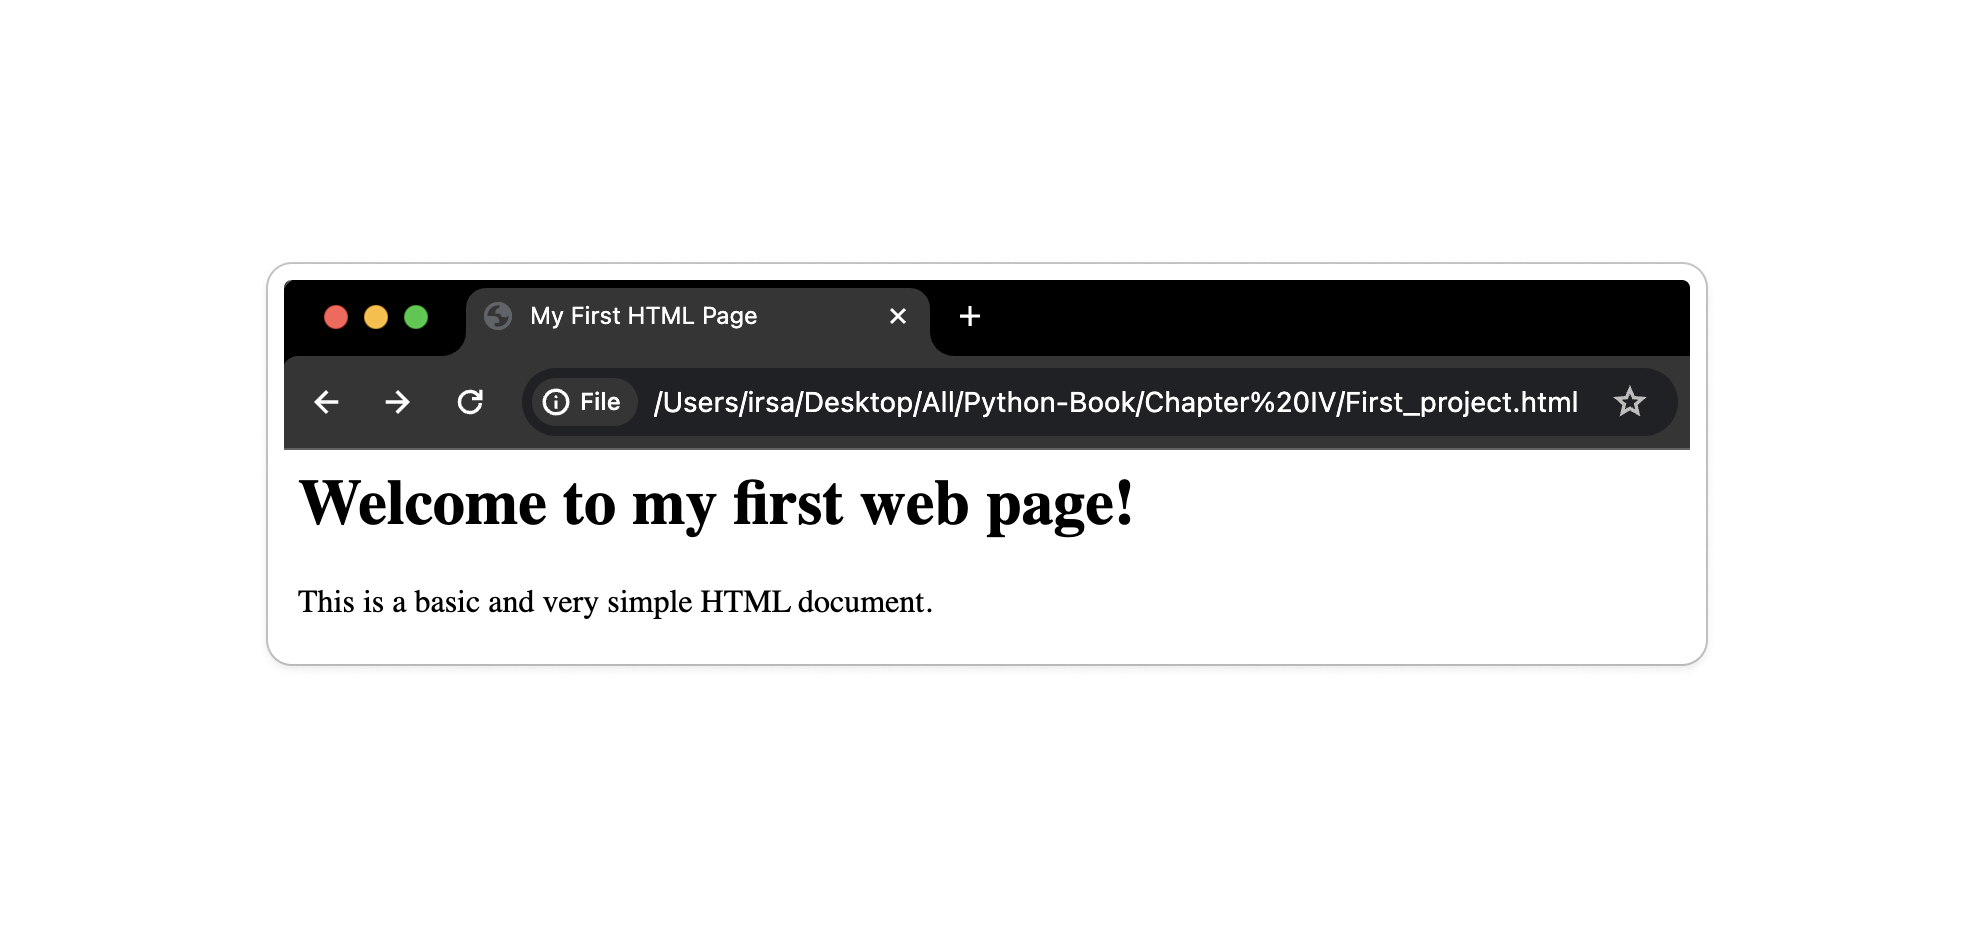 My First HTML Page
File /Users/irsa/Desktop/All/Python-Book/Chapter%20IV/First_project.html
Welcome to my first web page!
This is a basic and very simple HTML document.